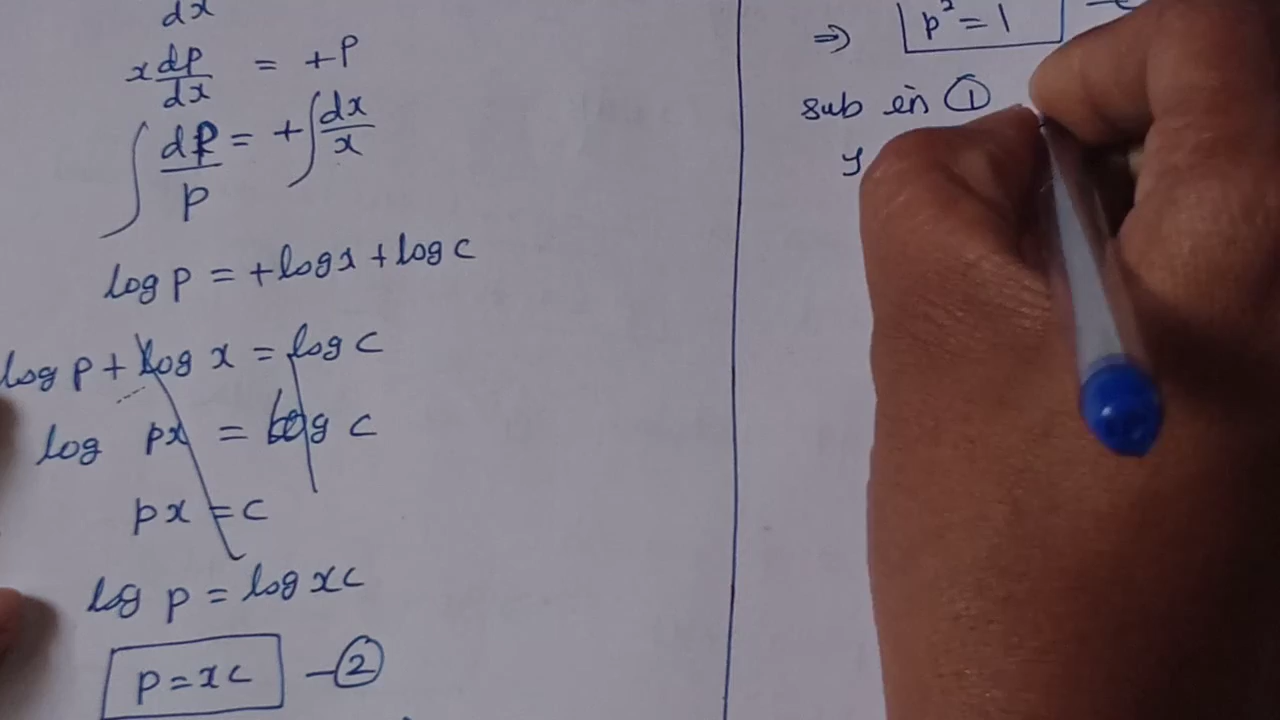 dx
x dp/dx = +P
∫ dp/p = +∫ dx/x
log p = +log x + log c
log p + log x = log c
log px = log c
px = c
log p = log xc
p = xc —②
⇒ p² = 1
sub in ①
y